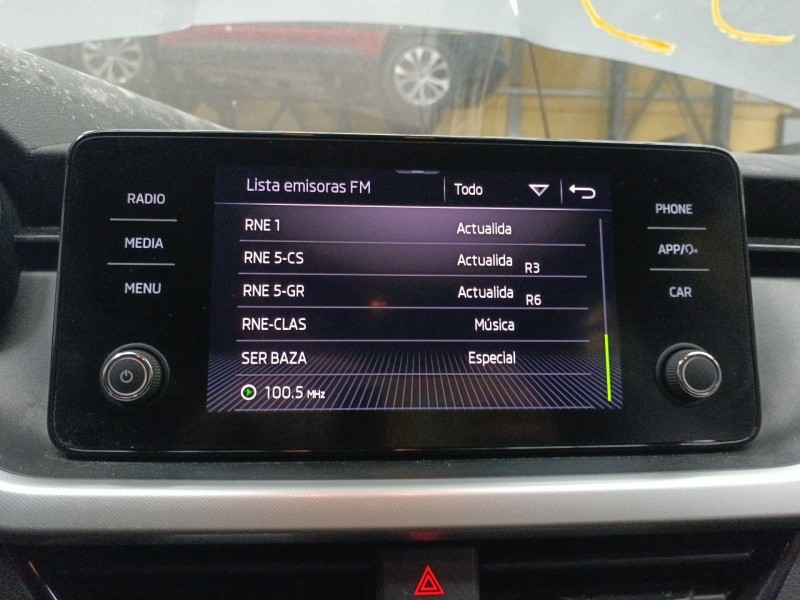 Lista emisoras FM Todo
RADIO
MEDIA
MENU
RNE 1 Actualida
RNE 5-CS Actualida R3
RNE 5-GR Actualida R6
RNE-CLAS Música
SER BAZA Especial
100.5 MHz
PHONE
APP/
CAR